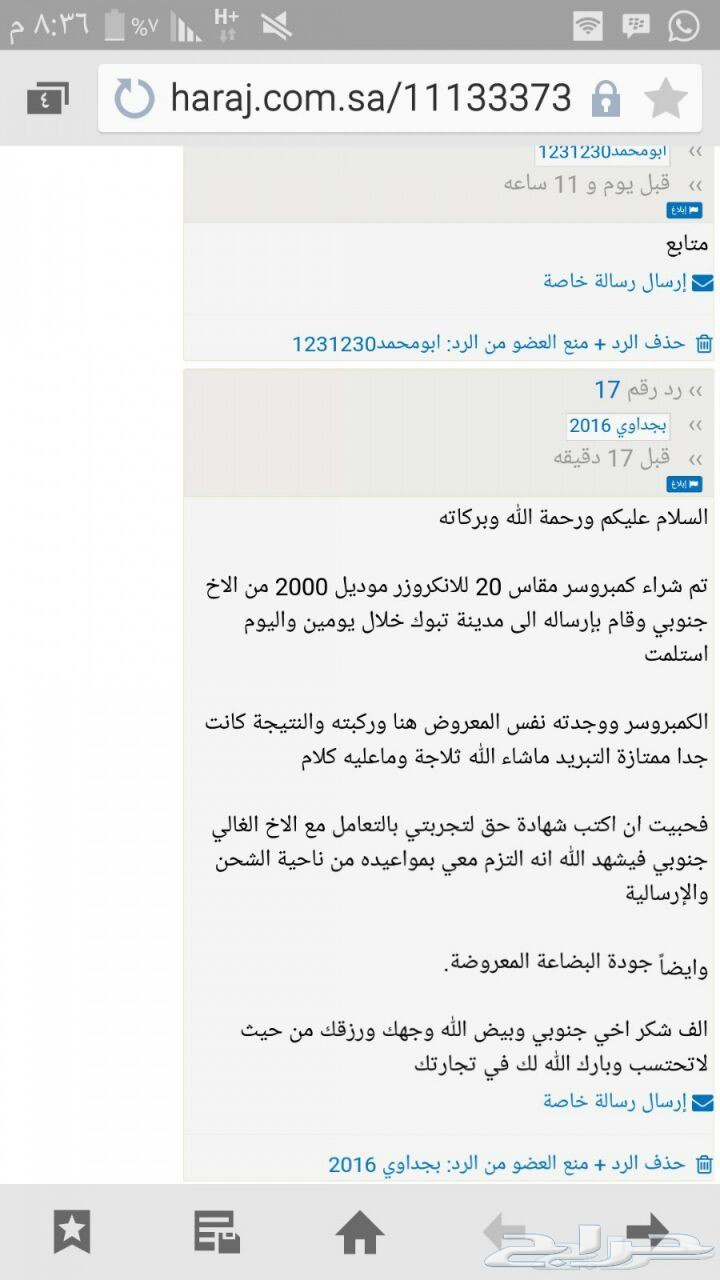 ٨:٣٦ م
%٧
H+
٤
haraj.com.sa/11133373
ابومحمد1231230
قبل يوم و 11 ساعه
إبلاغ
متابع
إرسال رسالة خاصة
حذف الرد + منع العضو من الرد: ابومحمد1231230
رد رقم 17
بجداوي 2016
قبل 17 دقيقه
إبلاغ
السلام عليكم ورحمة الله وبركاته
تم شراء كمبروسر مقاس 20 للانكروزر موديل 2000 من الاخ
جنوبي وقام بإرساله الى مدينة تبوك خلال يومين واليوم
استلمت
الكمبروسر ووجدته نفس المعروض هنا وركبته والنتيجة كانت
جدا ممتازة التبريد ماشاء الله ثلاجة وماعليه كلام
فحبيت ان اكتب شهادة حق لتجربتي بالتعامل مع الاخ الغالي
جنوبي فيشهد الله انه التزم معي بمواعيده من ناحية الشحن
والإرسالية
وايضاً جودة البضاعة المعروضة.
الف شكر اخي جنوبي وبيض الله وجهك ورزقك من حيث
لاتحتسب وبارك الله لك في تجارتك
إرسال رسالة خاصة
حذف الرد + منع العضو من الرد: بجداوي 2016
حراج